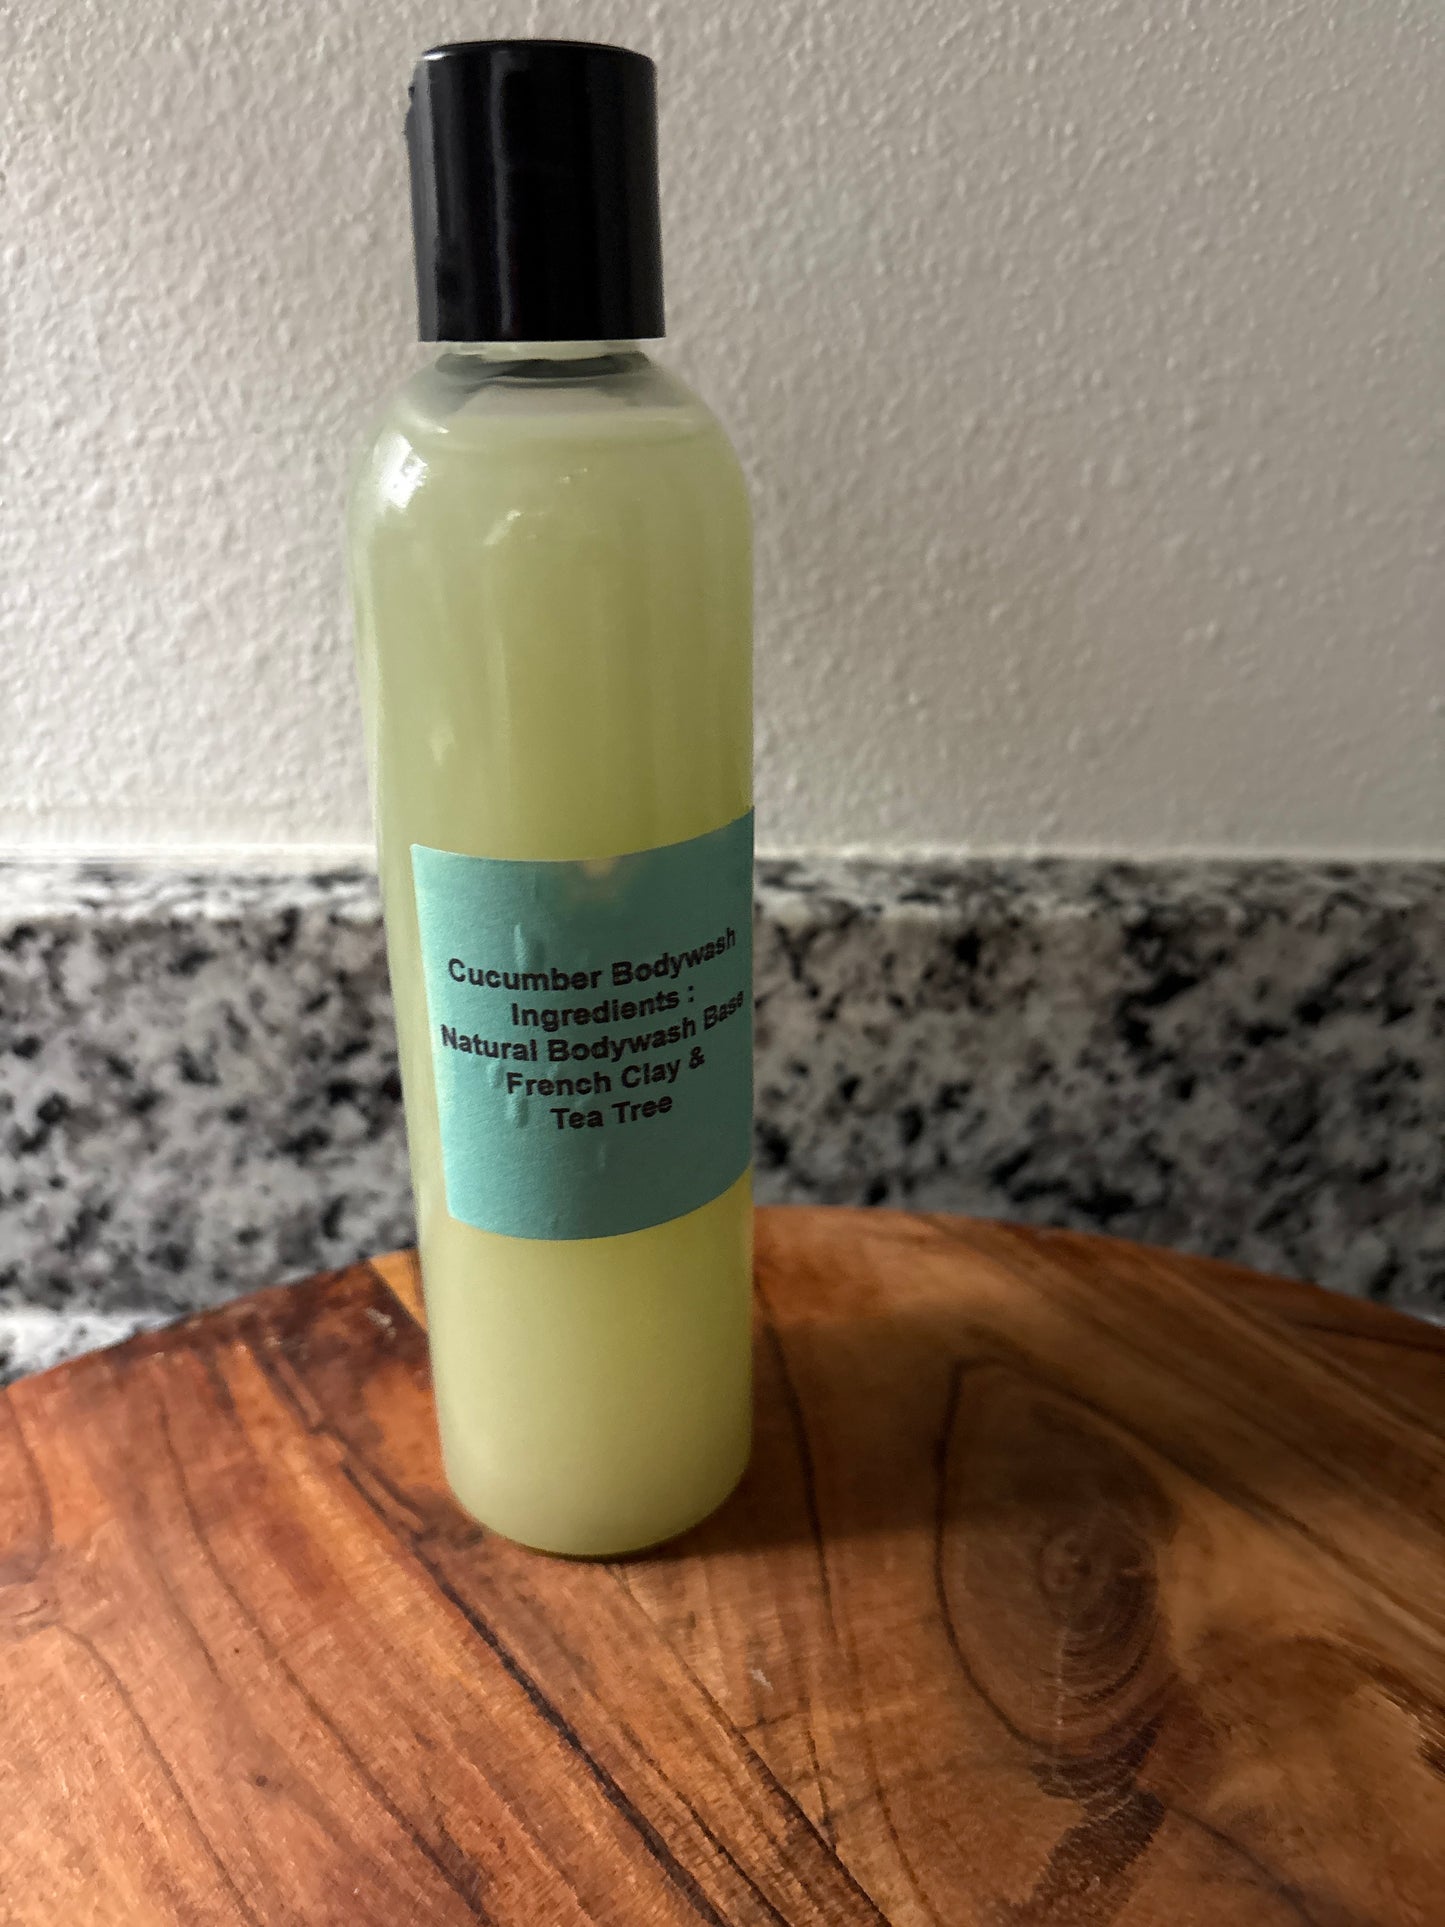 Cucumber Bodywash
Ingredients :
Natural Bodywash Base
French Clay &
Tea Tree